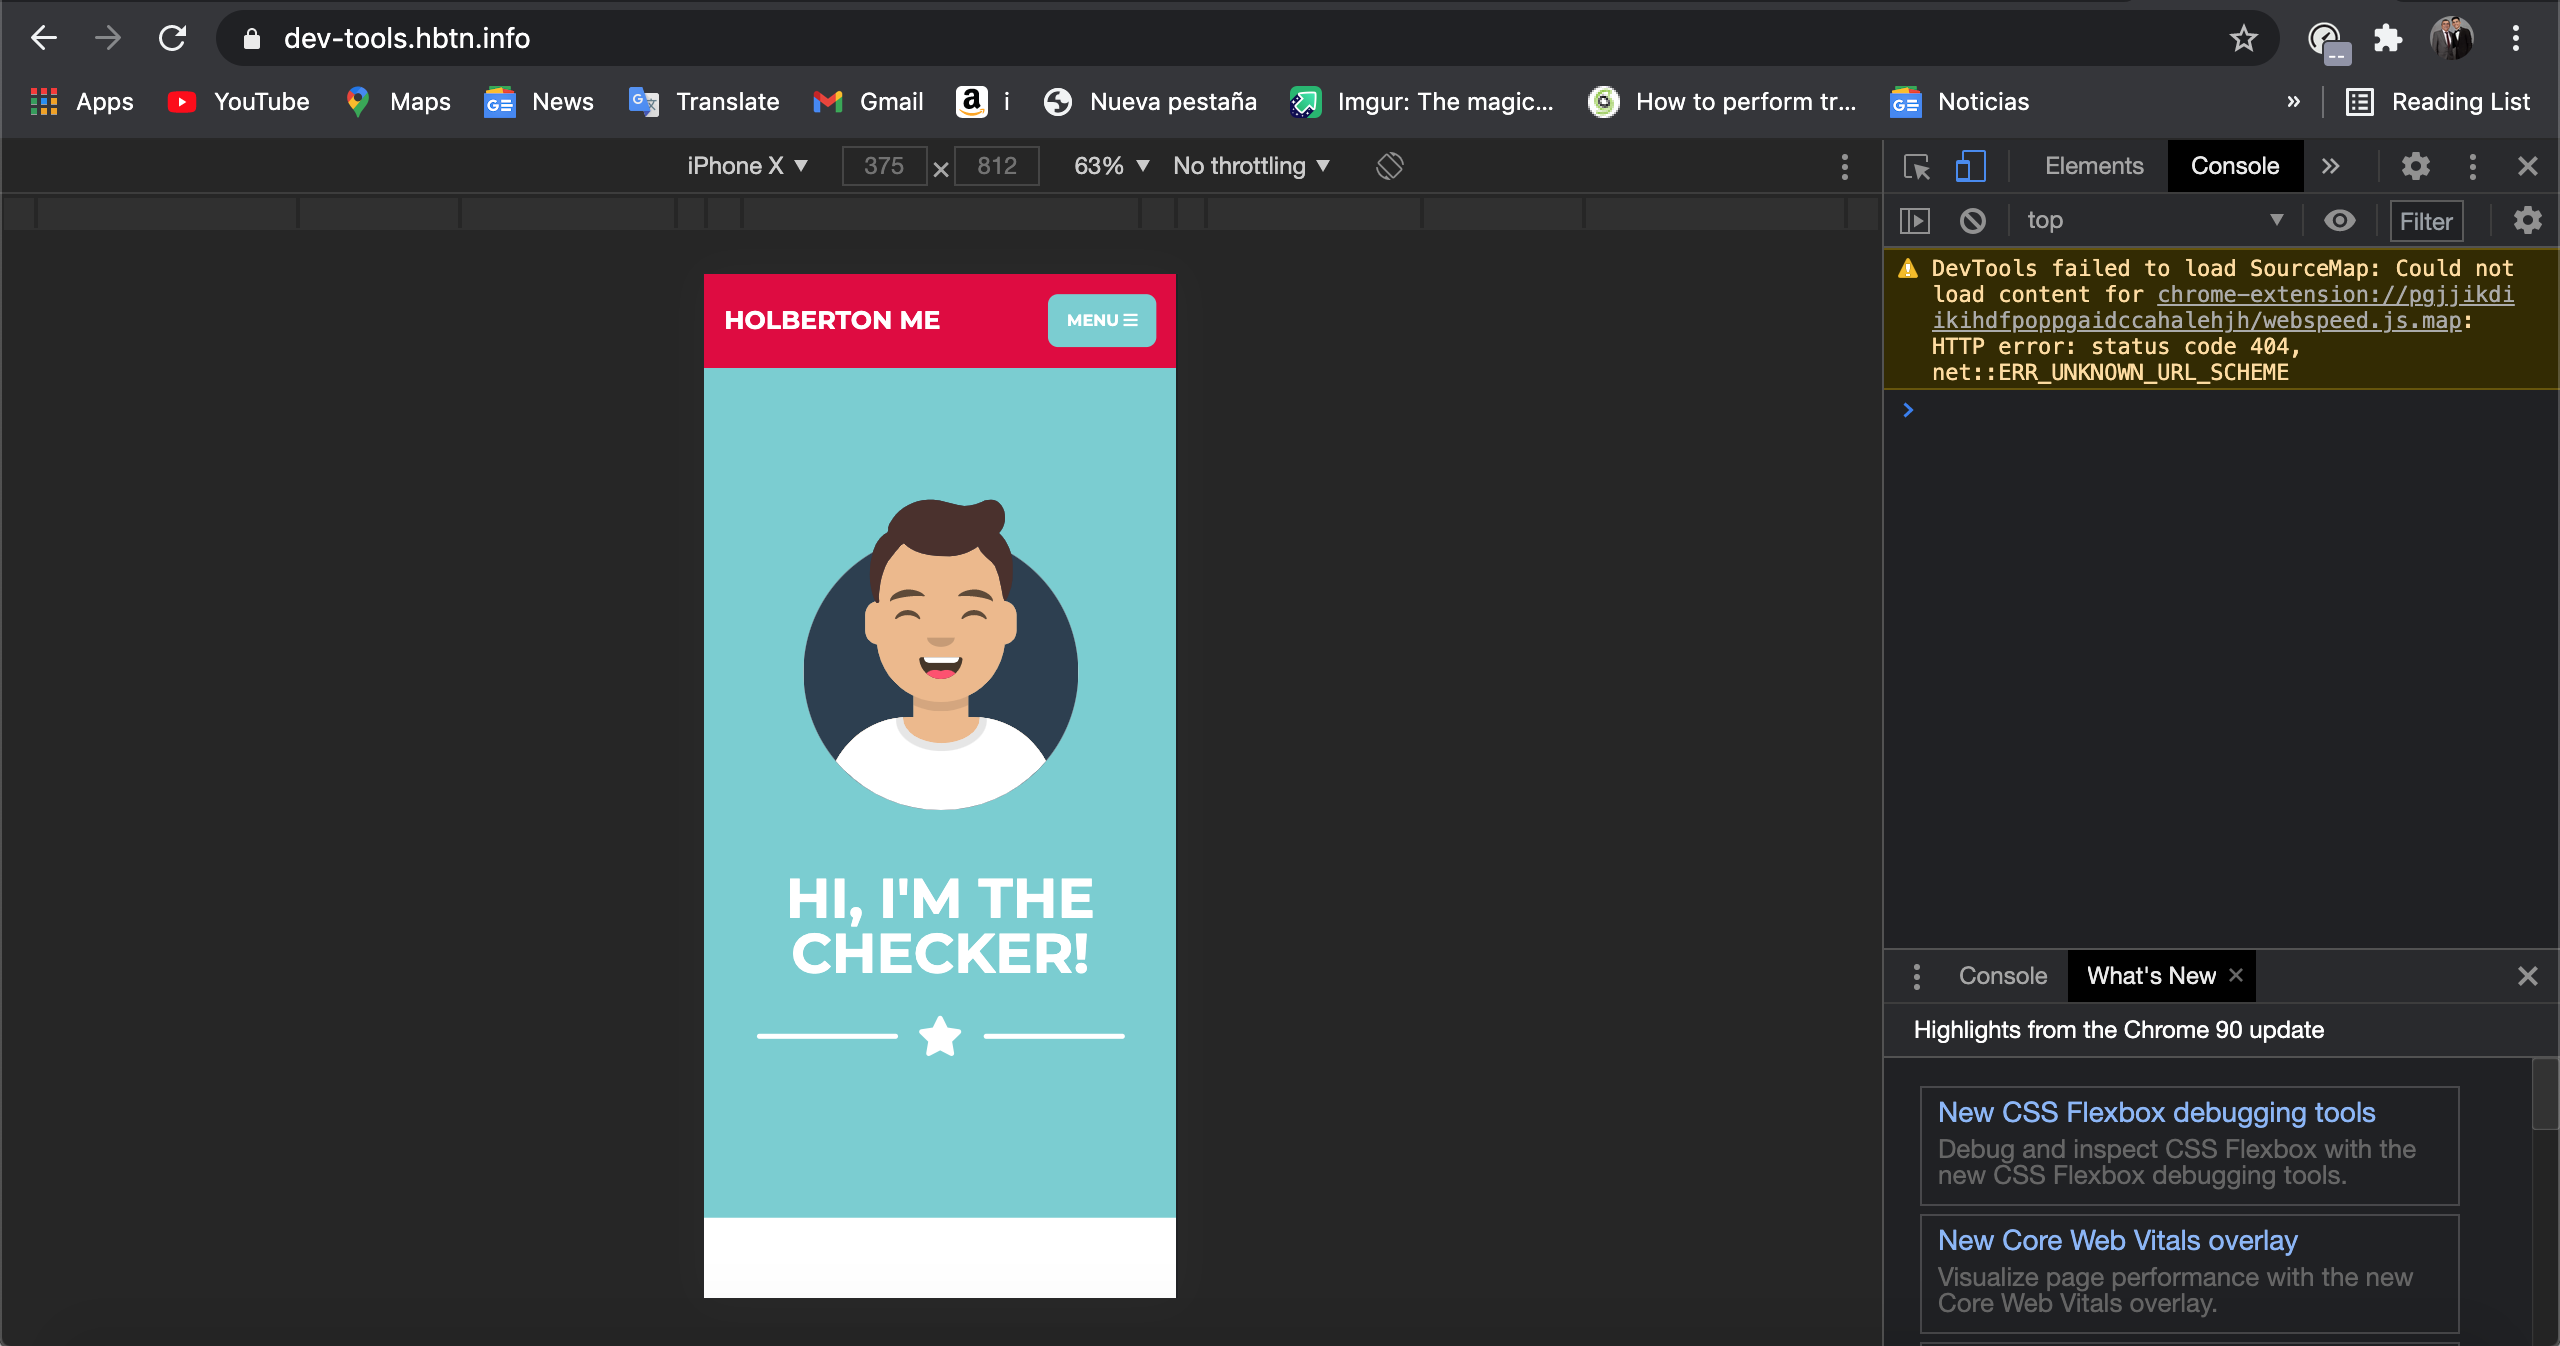 dev-tools.hbtn.info
Apps YouTube Maps News Translate Gmail i Nueva pestaña Imgur: The magic... How to perform tr... Noticias » Reading List
iPhone X ▼ 375 × 812 63% ▼ No throttling ▼
Elements Console »
top ▼ Filter
DevTools failed to load SourceMap: Could not
load content for chrome-extension://pgjjikdi
ikihdfpoppgaidccahalehjh/webspeed.js.map:
HTTP error: status code 404,
net::ERR_UNKNOWN_URL_SCHEME
HOLBERTON ME MENU
HI, I'M THE
CHECKER!
Console What's New
Highlights from the Chrome 90 update
New CSS Flexbox debugging tools
Debug and inspect CSS Flexbox with the
new CSS Flexbox debugging tools.
New Core Web Vitals overlay
Visualize page performance with the new
Core Web Vitals overlay.